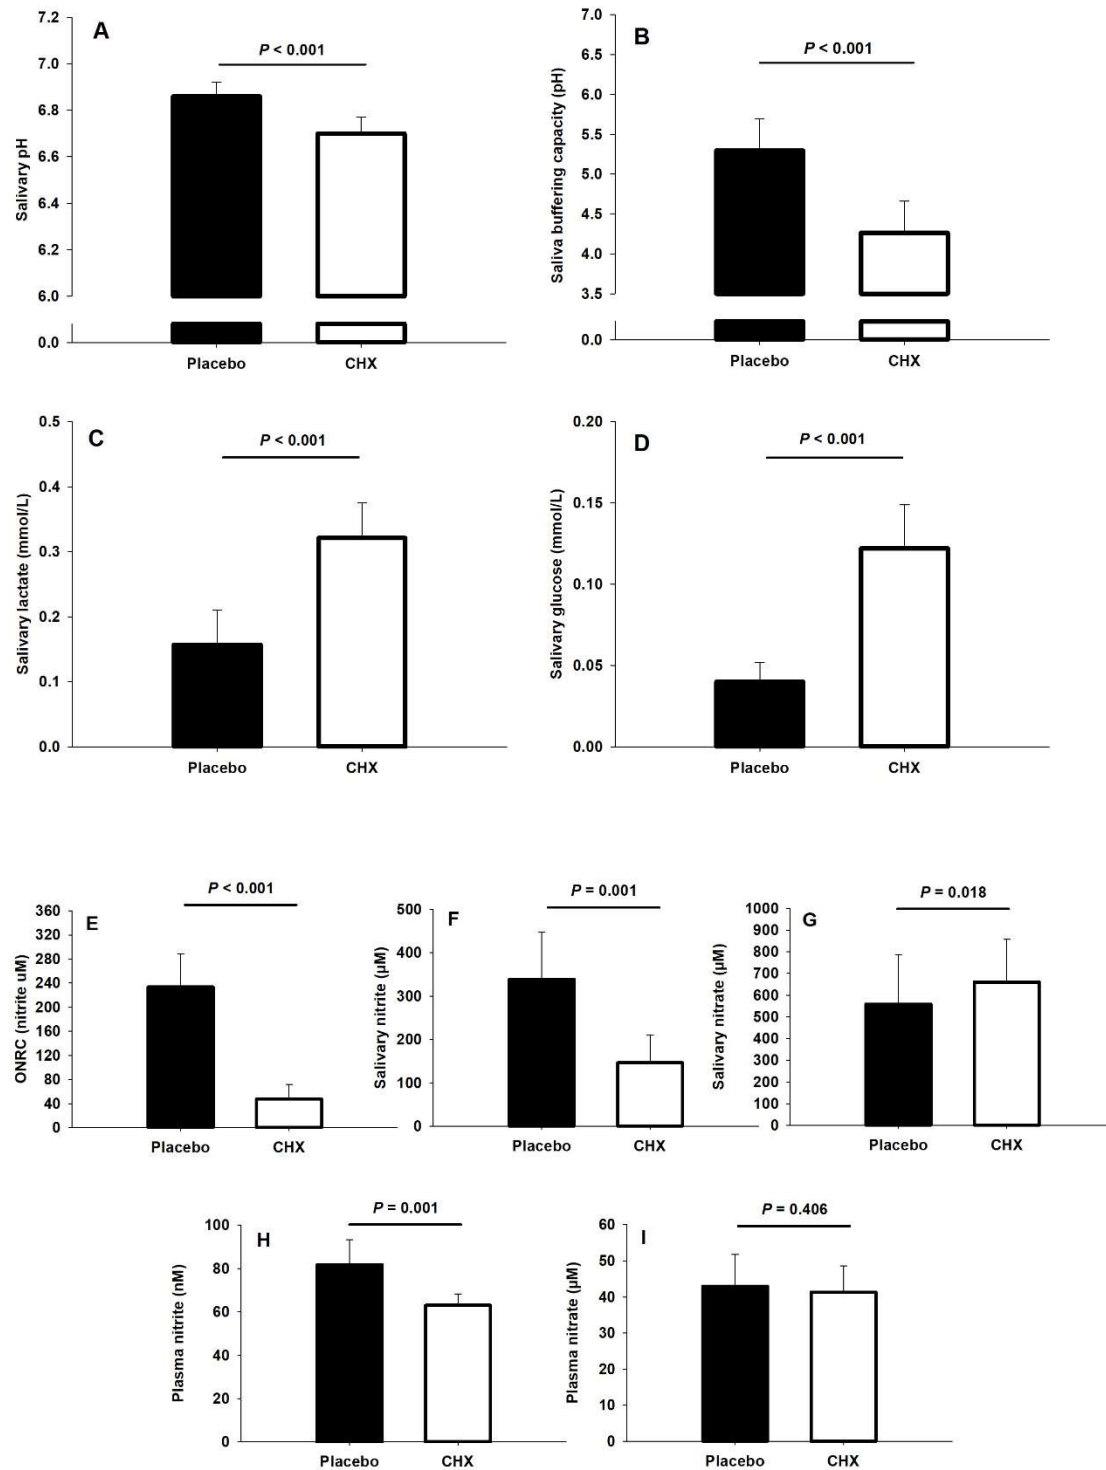 A
P < 0.001
Salivary pH
7.2
7.0
6.8
6.6
6.4
6.2
6.0
0.0
Placebo CHX
B
P < 0.001
Saliva buffering capacity (pH)
7.0
6.5
6.0
5.5
5.0
4.5
4.0
3.5
0.0
Placebo CHX
C
P < 0.001
Salivary lactate (mmol/L)
0.5
0.4
0.3
0.2
0.1
0.0
Placebo CHX
D
P < 0.001
Salivary glucose (mmol/L)
0.20
0.15
0.10
0.05
0.00
Placebo CHX
E
P < 0.001
ONRC (nitrite uM)
360
320
280
240
200
160
120
80
40
0
Placebo CHX
F
P = 0.001
Salivary nitrite (µM)
500
400
300
200
100
0
Placebo CHX
G
P = 0.018
Salivary nitrate (µM)
1000
900
800
700
600
500
400
300
200
100
0
Placebo CHX
H
P = 0.001
Plasma nitrite (nM)
100
80
60
40
20
0
Placebo CHX
I
P = 0.406
Plasma nitrate (µM)
60
50
40
30
20
10
0
Placebo CHX